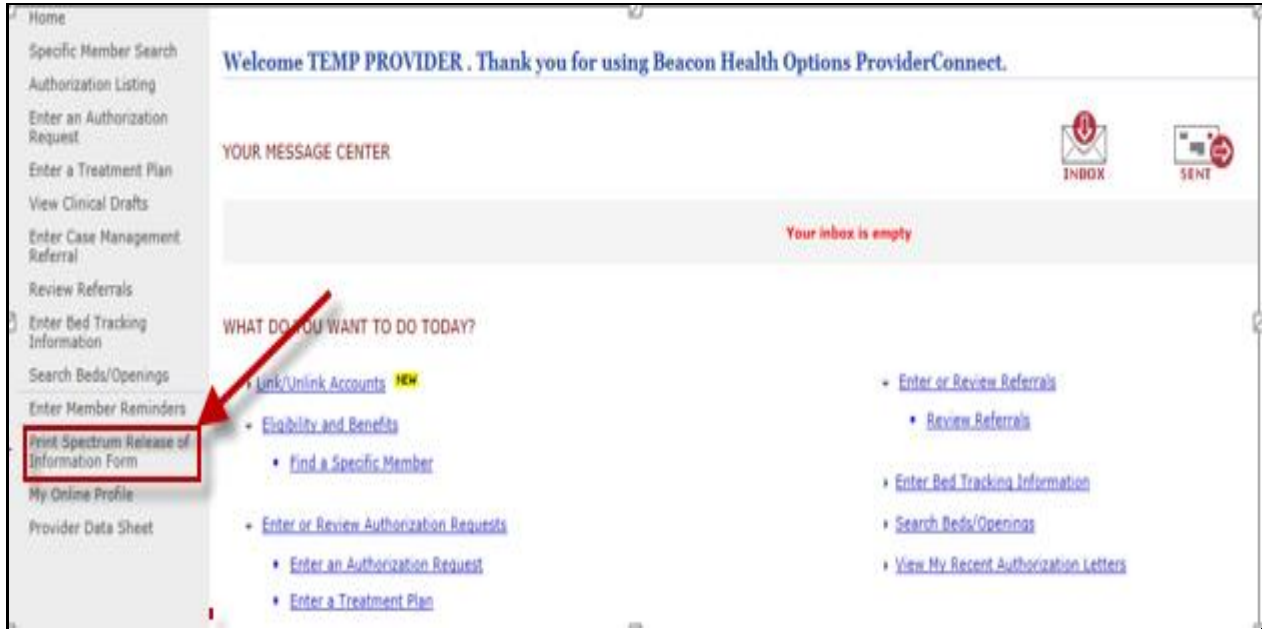 Home
Specific Member Search
Authorization Listing
Enter an Authorization
Request
Enter a Treatment Plan
View Clinical Drafts
Enter Case Management
Referral
Review Referrals
Enter Bed Tracking
Information
Search Beds/Openings
Enter Member Reminders
Print Spectrum Release of
Information Form
My Online Profile
Provider Data Sheet
Welcome TEMP PROVIDER . Thank you for using Beacon Health Options ProviderConnect.
YOUR MESSAGE CENTER
INBOX
SENT
Your inbox is empty
WHAT DO YOU WANT TO DO TODAY?
Link/Unlink Accounts NEW
Eligibility and Benefits
Find a Specific Member
Enter or Review Authorization Requests
Enter an Authorization Request
Enter a Treatment Plan
Enter or Review Referrals
Review Referrals
Enter Bed Tracking Information
Search Beds/Openings
View My Recent Authorization Letters